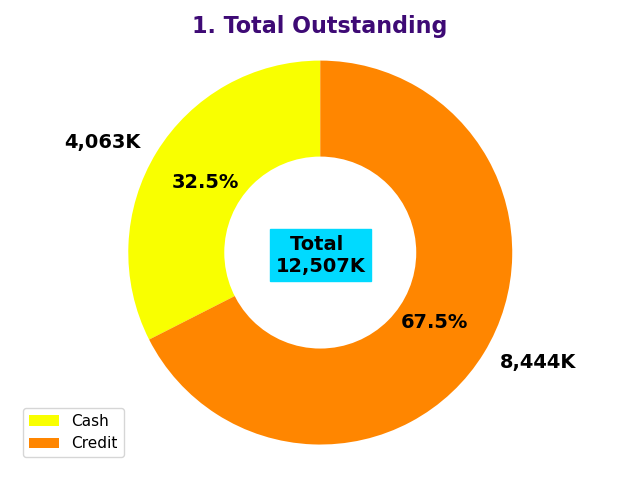 1. Total Outstanding
4,063K
32.5%
Total
12,507K
67.5%
8,444K
Cash
Credit